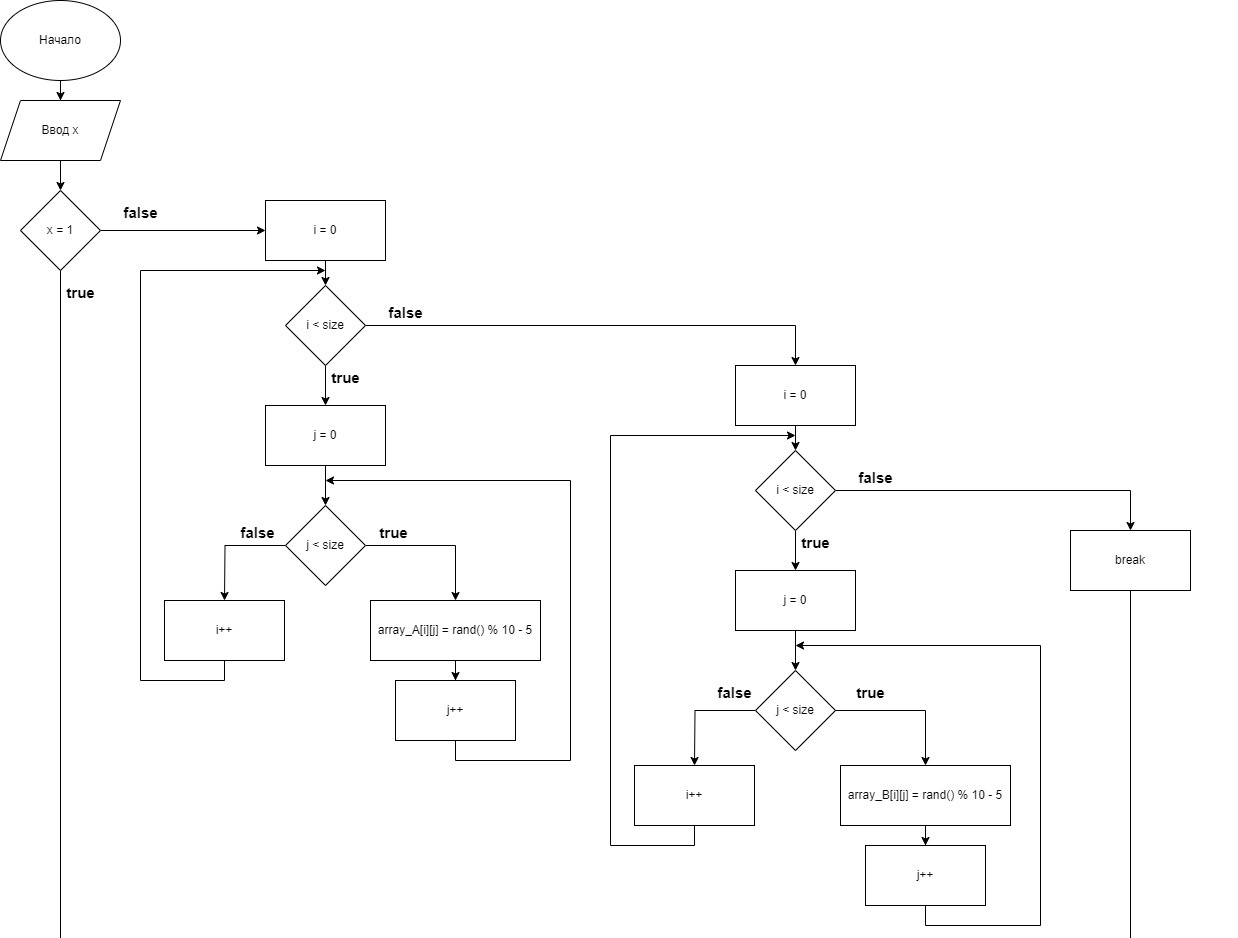 Начало
Ввод x
x = 1
false
true
i = 0
i < size
false
true
j = 0
j < size
false
true
i++
array_A[i][j] = rand() % 10 - 5
j++
i = 0
i < size
false
true
break
j = 0
j < size
false
true
i++
array_B[i][j] = rand() % 10 - 5
j++